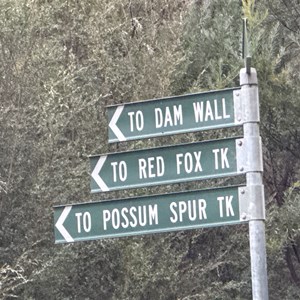 TO DAM WALL
TO RED FOX TK
TO POSSUM SPUR TK